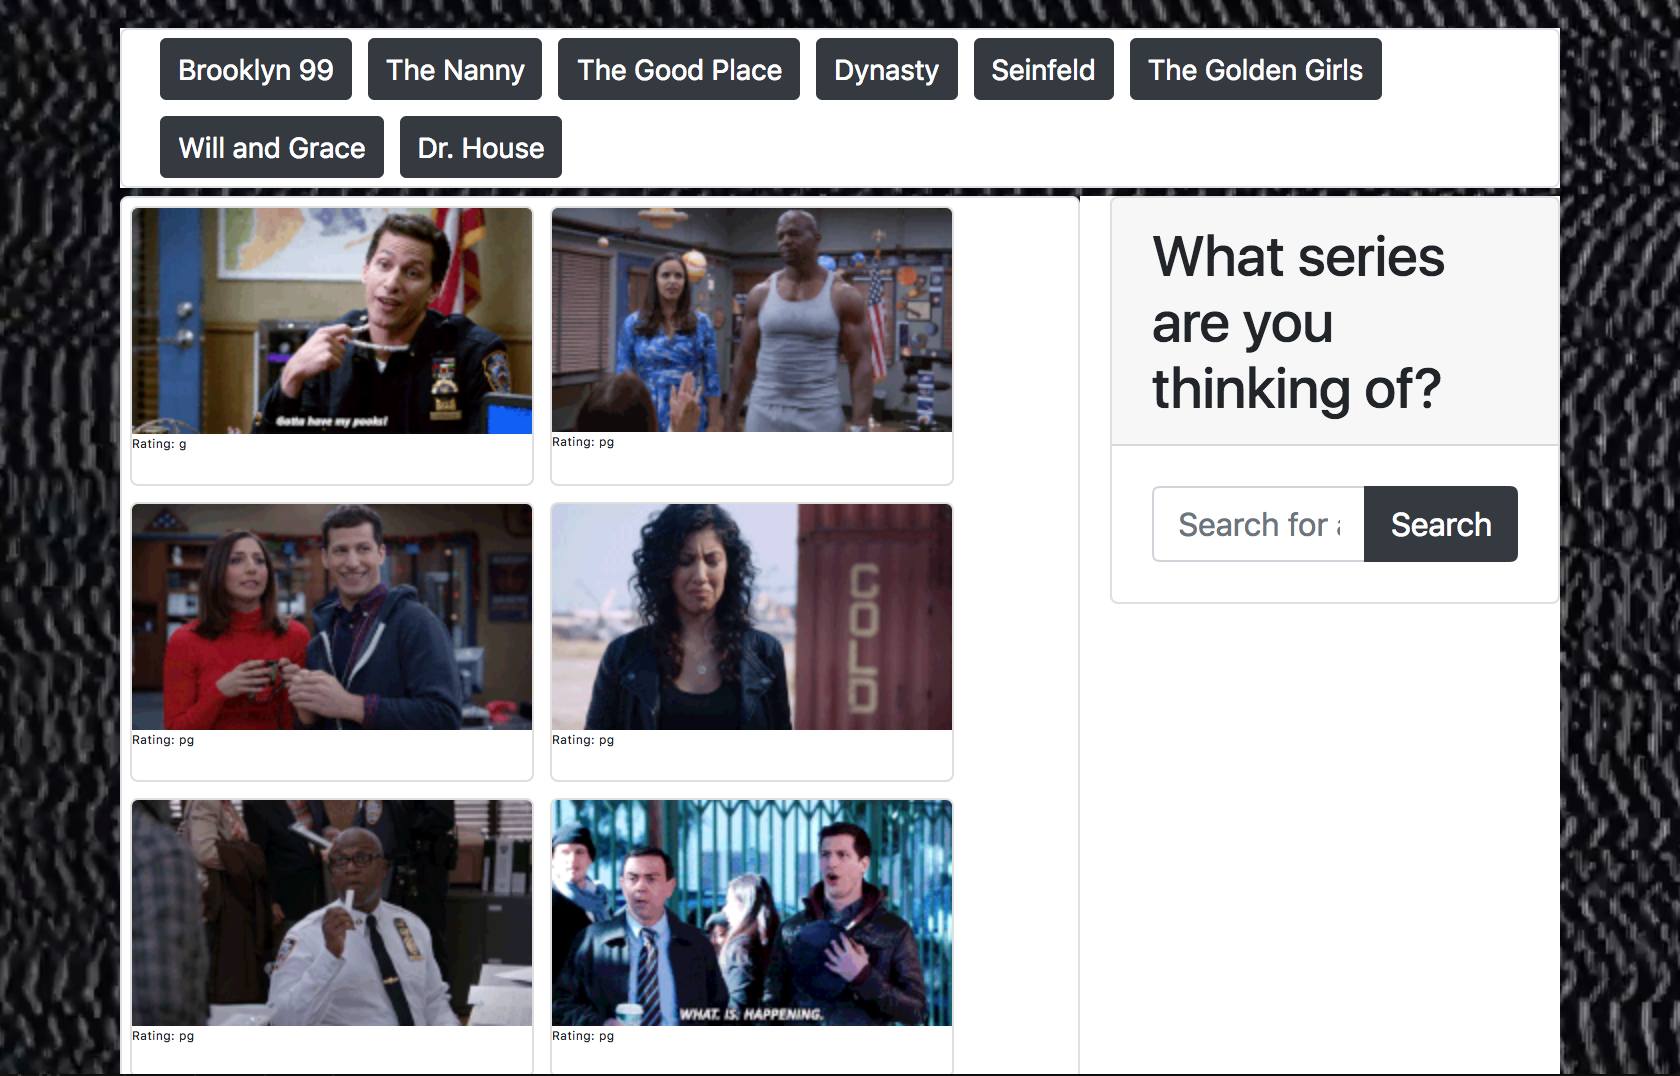 Brooklyn 99
The Nanny
The Good Place
Dynasty
Seinfeld
The Golden Girls
Will and Grace
Dr. House
Gotta have my pooks!
Rating: g
Rating: pg
What series
are you
thinking of?
Search for a
Search
COLD
Rating: pg
Rating: pg
WHAT. IS. HAPPENING.
Rating: pg
Rating: pg